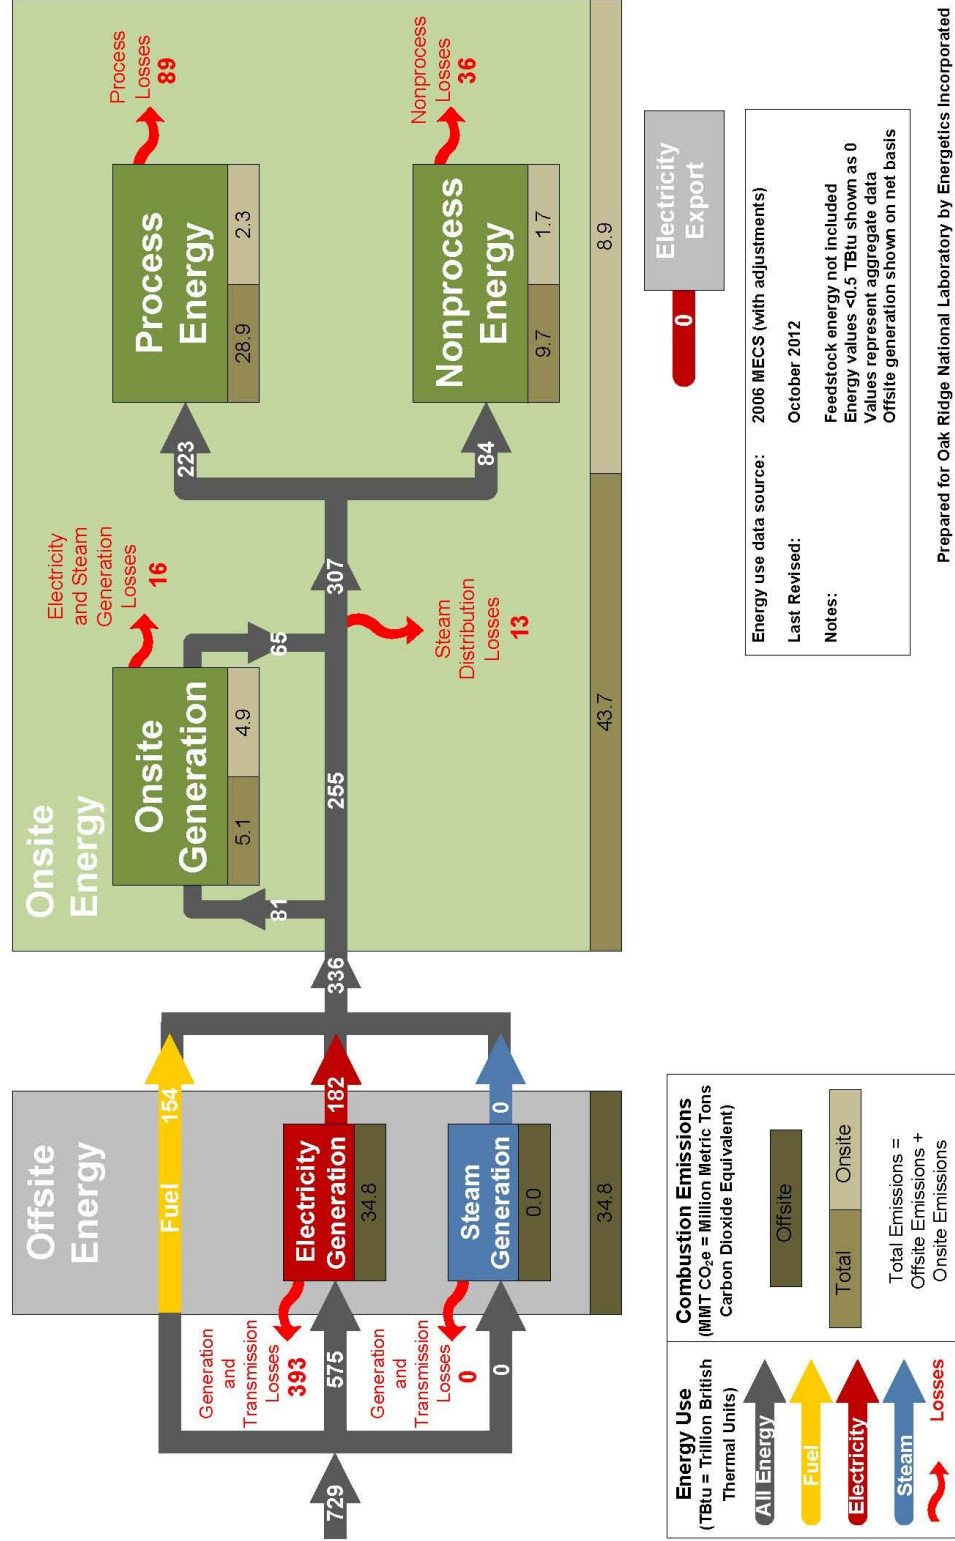 Offsite
Energy
Fuel
154
729
Generation
and
Transmission
Losses
393
575
Electricity
Generation
34.8
182
Generation
and
Transmission
Losses
0
0
Steam
Generation
0.0
0
34.8
336
Onsite
Energy
81
Onsite
Generation
5.1
4.9
Electricity
and Steam
Generation
Losses
16
65
255
Steam
Distribution
Losses
13
307
223
Process
Energy
28.9
2.3
Process
Losses
89
84
Nonprocess
Energy
9.7
1.7
Nonprocess
Losses
36
43.7
8.9
0
Electricity
Export
Energy Use
(TBtu = Trillion British
Thermal Units)
All Energy
Fuel
Electricity
Steam
Losses
Combustion Emissions
(MMT CO₂e = Million Metric Tons
Carbon Dioxide Equivalent)
Offsite
Total
Onsite
Total Emissions =
Offsite Emissions +
Onsite Emissions
Energy use data source: 2006 MECS (with adjustments)
Last Revised: October 2012
Notes: Feedstock energy not included
Energy values <0.5 TBtu shown as 0
Values represent aggregate data
Offsite generation shown on net basis
Prepared for Oak Ridge National Laboratory by Energetics Incorporated